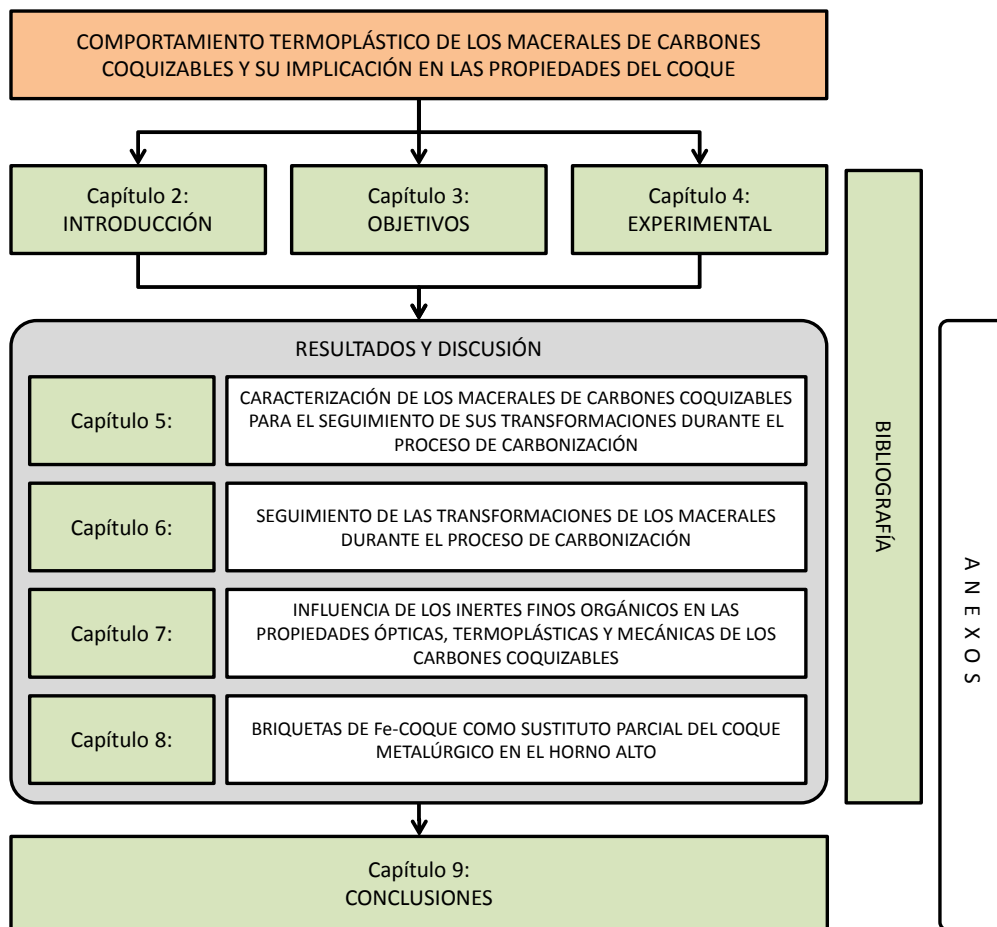 COMPORTAMIENTO TERMOPLÁSTICO DE LOS MACERALES DE CARBONES
COQUIZABLES Y SU IMPLICACIÓN EN LAS PROPIEDADES DEL COQUE
Capítulo 2:
INTRODUCCIÓN
Capítulo 3:
OBJETIVOS
Capítulo 4:
EXPERIMENTAL
RESULTADOS Y DISCUSIÓN
Capítulo 5:
CARACTERIZACIÓN DE LOS MACERALES DE CARBONES COQUIZABLES
PARA EL SEGUIMIENTO DE SUS TRANSFORMACIONES DURANTE EL
PROCESO DE CARBONIZACIÓN
Capítulo 6:
SEGUIMIENTO DE LAS TRANSFORMACIONES DE LOS MACERALES
DURANTE EL PROCESO DE CARBONIZACIÓN
Capítulo 7:
INFLUENCIA DE LOS INERTES FINOS ORGÁNICOS EN LAS
PROPIEDADES ÓPTICAS, TERMOPLÁSTICAS Y MECÁNICAS DE LOS
CARBONES COQUIZABLES
Capítulo 8:
BRIQUETAS DE Fe-COQUE COMO SUSTITUTO PARCIAL DEL COQUE
METALÚRGICO EN EL HORNO ALTO
Capítulo 9:
CONCLUSIONES
BIBLIOGRAFÍA
A N E X O S